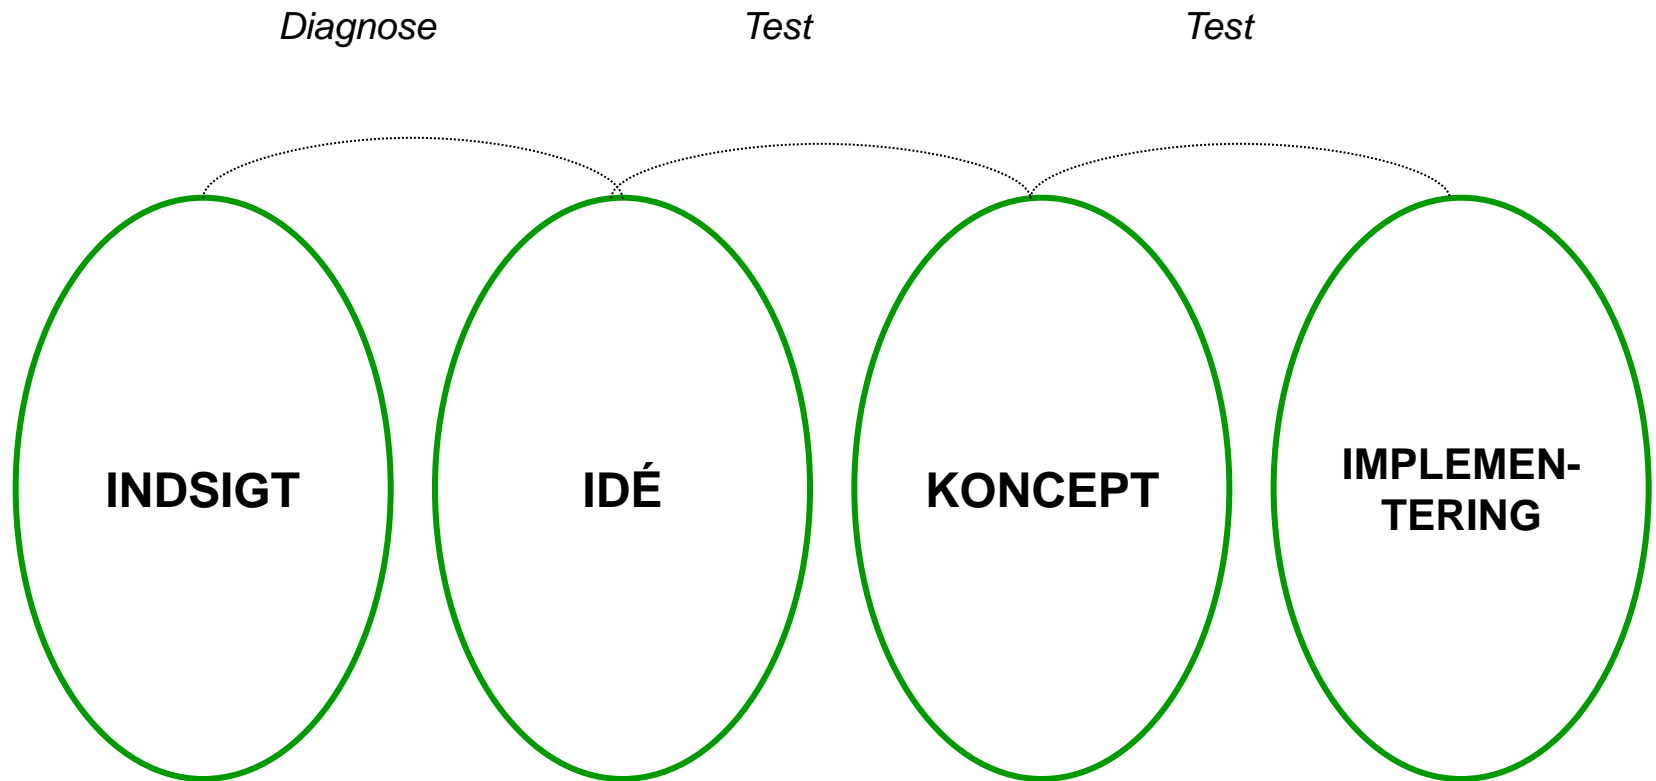 Diagnose
Test
Test
INDSIGT
IDÉ
KONCEPT
IMPLEMEN-
TERING